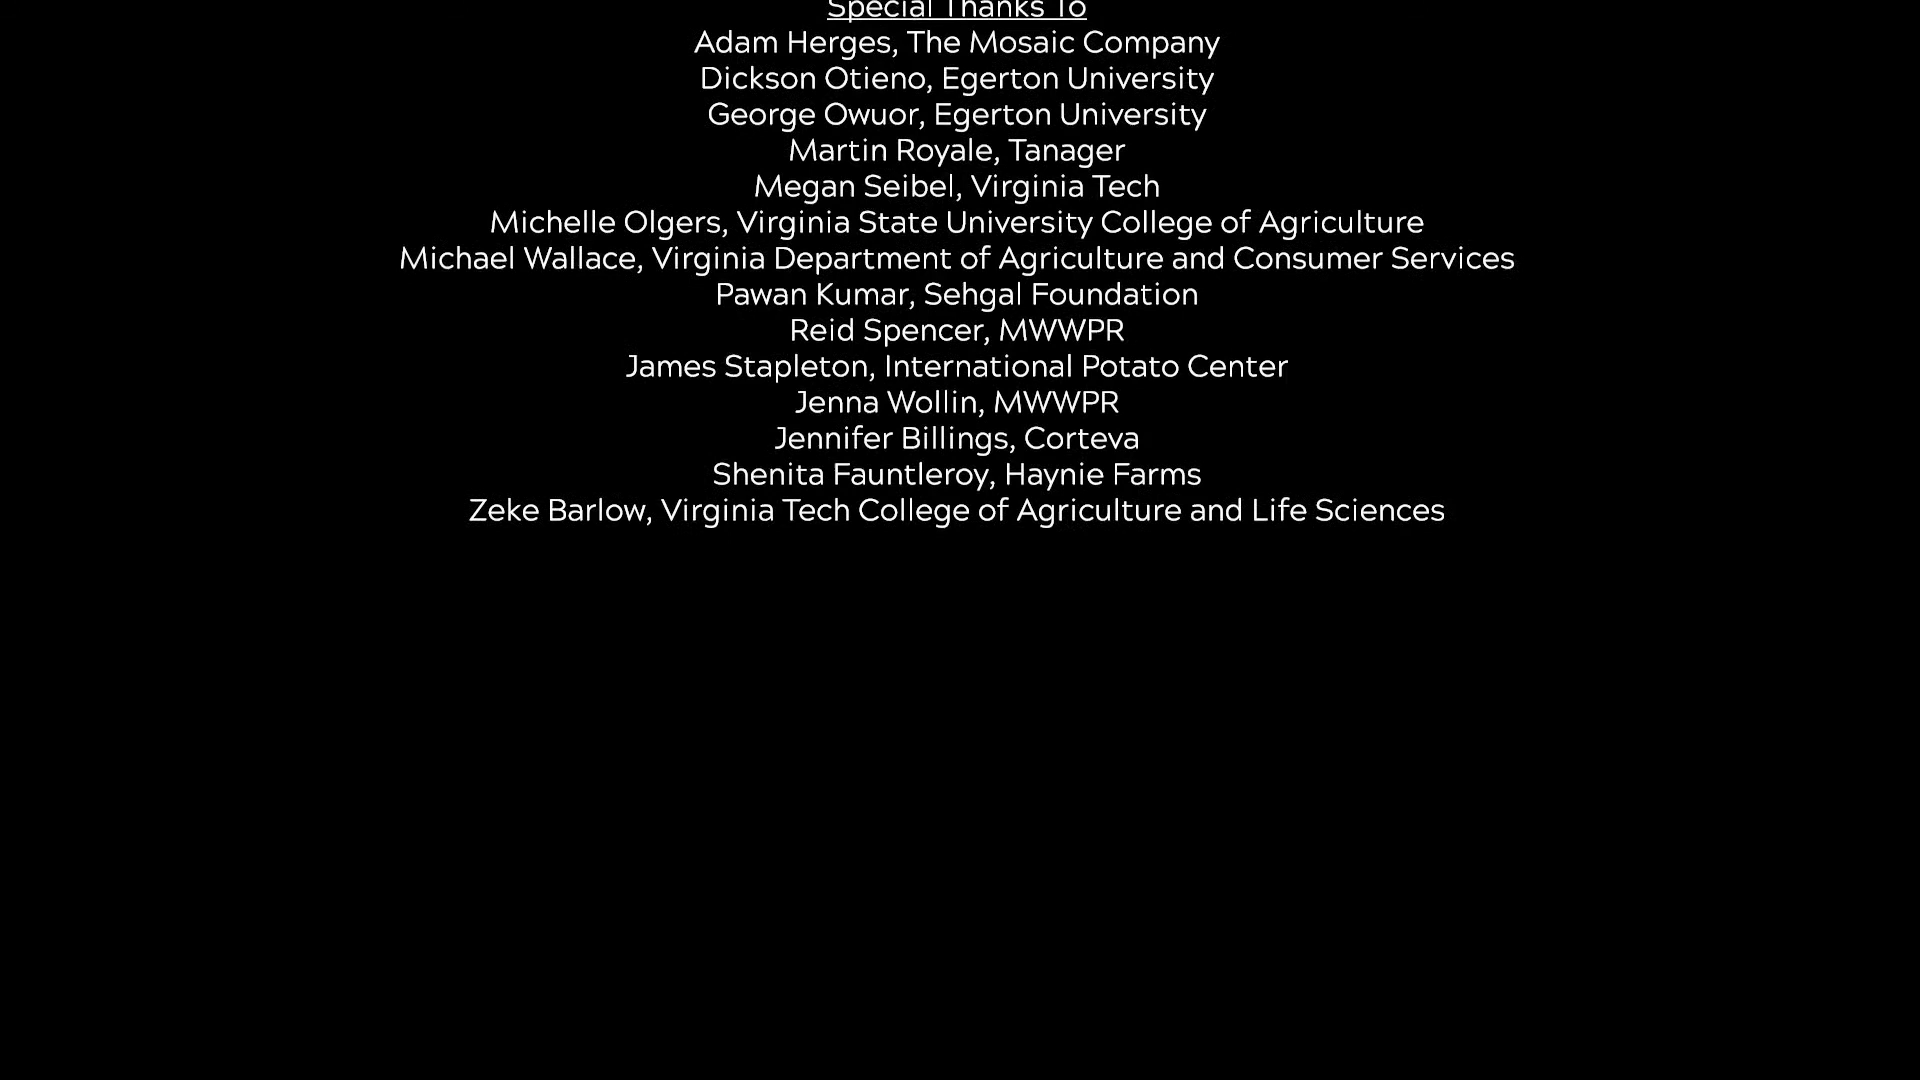 Special Thanks To
Adam Herges, The Mosaic Company
Dickson Otieno, Egerton University
George Owuor, Egerton University
Martin Royale, Tanager
Megan Seibel, Virginia Tech
Michelle Olgers, Virginia State University College of Agriculture
Michael Wallace, Virginia Department of Agriculture and Consumer Services
Pawan Kumar, Sehgal Foundation
Reid Spencer, MWWPR
James Stapleton, International Potato Center
Jenna Wollin, MWWPR
Jennifer Billings, Corteva
Shenita Fauntleroy, Haynie Farms
Zeke Barlow, Virginia Tech College of Agriculture and Life Sciences